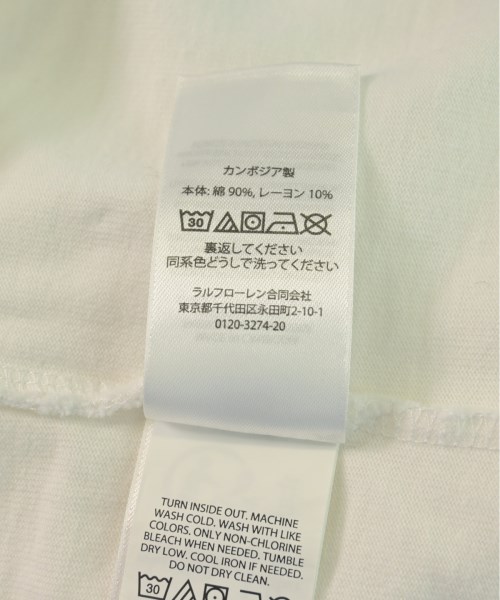 カンボジア製
本体: 綿 90%, レーヨン 10%
30
裏返してください
同系色どうしで洗ってください
ラルフローレン合同会社
東京都千代田区永田町2-10-1
0120-3274-20
TURN INSIDE OUT. MACHINE
WASH COLD. WASH WITH LIKE
COLORS. ONLY NON-CHLORINE
BLEACH WHEN NEEDED. TUMBLE
DRY LOW. COOL IRON IF NEEDED.
DO NOT DRY CLEAN.
30